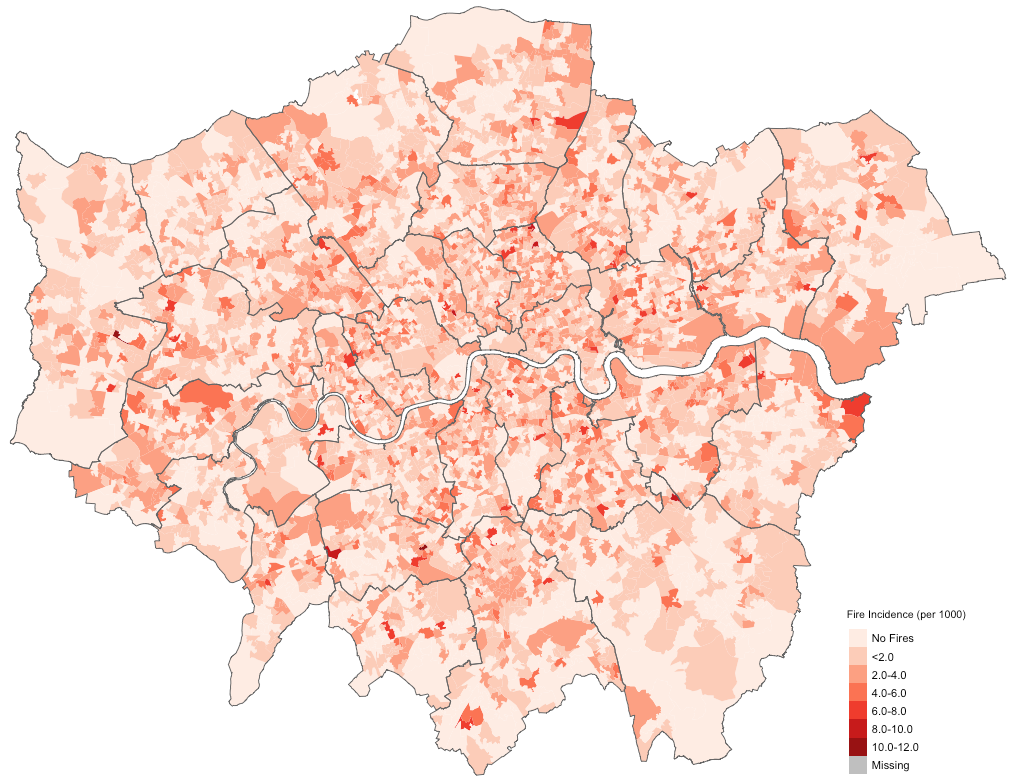 Fire Incidence (per 1000)
No Fires
<2.0
2.0-4.0
4.0-6.0
6.0-8.0
8.0-10.0
10.0-12.0
Missing